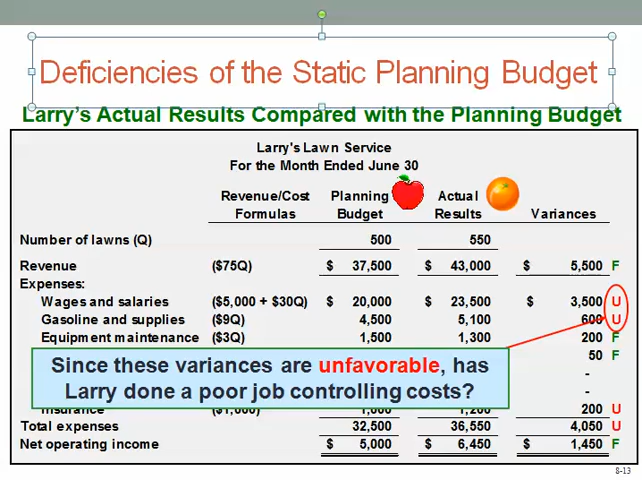 Deficiencies of the Static Planning Budget
Larry's Actual Results Compared with the Planning Budget
Larry's Lawn Service
For the Month Ended June 30
Revenue/Cost Planning Actual
Formulas Budget Results Variances
Number of lawns (Q) 500 550
Revenue ($75Q) $ 37,500 $ 43,000 $ 5,500 F
Expenses:
Wages and salaries ($5,000 + $30Q) $ 20,000 $ 23,500 $ 3,500 U
Gasoline and supplies ($9Q) 4,500 5,100 600 U
Equipment maintenance ($3Q) 1,500 1,300 200 F
50 F
Since these variances are unfavorable, has
-
Larry done a poor job controlling costs?
-
Insurance ($1,000) 1,000 1,200 200 U
Total expenses 32,500 36,550 4,050 U
Net operating income $ 5,000 $ 6,450 $ 1,450 F
8-13